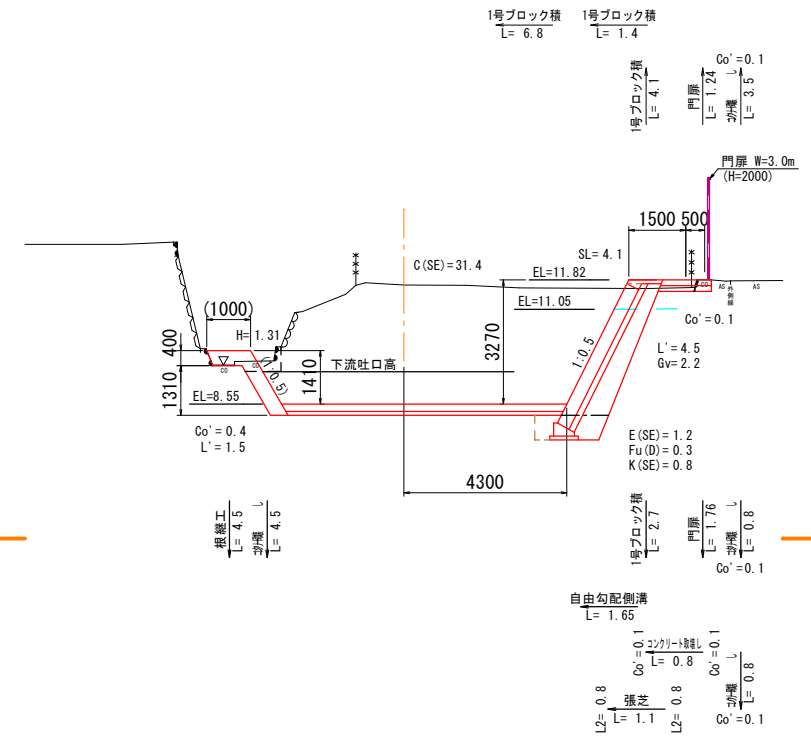 1号ブロック積
L= 6.8
1号ブロック積
L= 1.4
1号ブロック積
L= 4.1
門扉
L= 1.24
Co'=0.1
L= 3.5
門扉 W=3.0m
(H=2000)
1500
500
SL= 4.1
C(SE)=31.4
EL=11.82
EL=11.05
CO
AS
AS
Co'=0.1
(1000)
H= 1.31
400
1310
CO
CO
(1:0.5)
1410
下流吐口高
3270
1:0.5
L'= 4.5
Gv= 2.2
EL=8.55
Co'= 0.4
L'= 1.5
E(SE)= 1.2
Fu(D)= 0.3
K(SE)= 0.8
4300
根継工
L= 4.5
L= 4.5
1号ブロック積
L= 2.7
門扉
L= 1.76
L= 0.8
Co'=0.1
自由勾配側溝
L= 1.65
Co'=0.1
コンクリート取壊し
L= 0.8
Co'=0.1
L= 0.8
Co'=0.1
L2= 0.8
張芝
L= 1.1
L2= 0.8